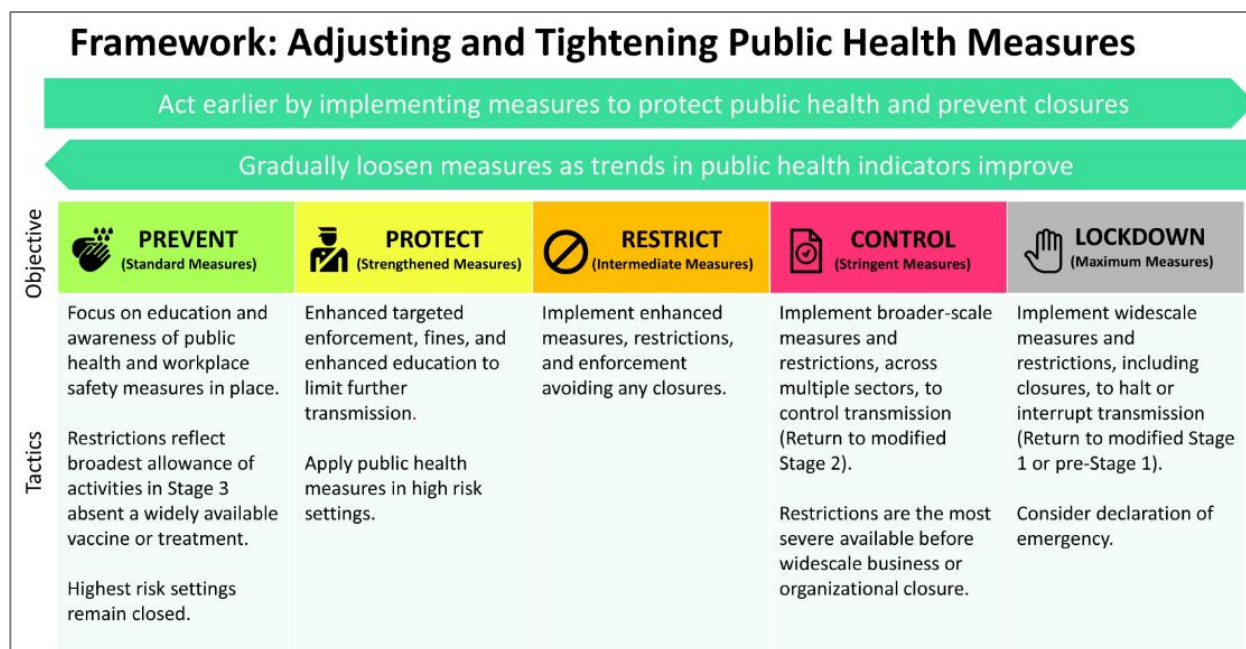 Framework: Adjusting and Tightening Public Health Measures
Act earlier by implementing measures to protect public health and prevent closures
Gradually loosen measures as trends in public health indicators improve
Objective
PREVENT
(Standard Measures)
PROTECT
(Strengthened Measures)
RESTRICT
(Intermediate Measures)
CONTROL
(Stringent Measures)
LOCKDOWN
(Maximum Measures)
Tactics
Focus on education and
awareness of public
health and workplace
safety measures in place.
Restrictions reflect
broadest allowance of
activities in Stage 3
absent a widely available
vaccine or treatment.
Highest risk settings
remain closed.
Enhanced targeted
enforcement, fines, and
enhanced education to
limit further
transmission.
Apply public health
measures in high risk
settings.
Implement enhanced
measures, restrictions,
and enforcement
avoiding any closures.
Implement broader-scale
measures and
restrictions, across
multiple sectors, to
control transmission
(Return to modified
Stage 2).
Restrictions are the most
severe available before
widescale business or
organizational closure.
Implement widescale
measures and
restrictions, including
closures, to halt or
interrupt transmission
(Return to modified Stage
1 or pre-Stage 1).
Consider declaration of
emergency.